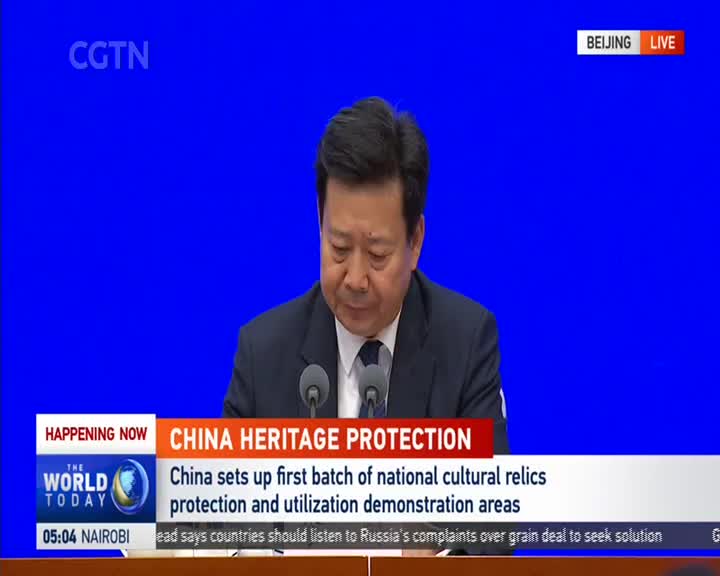 CGTN
BEIJING LIVE
HAPPENING NOW
CHINA HERITAGE PROTECTION
THE
WORLD
TODAY
China sets up first batch of national cultural relics
protection and utilization demonstration areas
05:04 NAIROBI
ead says countries should listen to Russia's complaints over grain deal to seek solution G